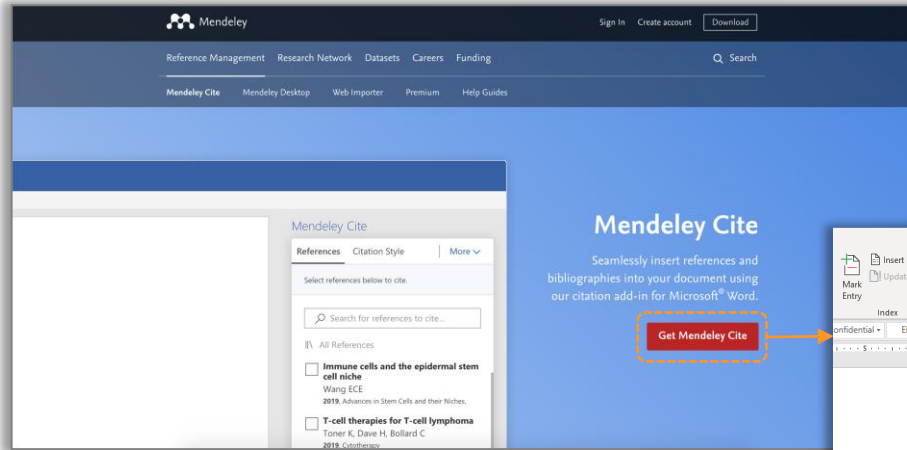 Mendeley
Sign In Create account Download
Reference Management Research Network Datasets Careers Funding
Search
Mendeley Cite Mendeley Desktop Web Importer Premium Help Guides
Mendeley Cite
References Citation Style More
Select references below to cite.
Search for references to cite...
All References
Immune cells and the epidermal stem
cell niche
Wang ECE
2019, Advances in Stem Cells and their Niches,
T-cell therapies for T-cell lymphoma
Toner K, Dave H, Bollard C
2019, Cytotherapy
Mendeley Cite
Seamlessly insert references and
bibliographies into your document using
our citation add-in for Microsoft® Word.
Get Mendeley Cite
Insert
Mark
Entry
Index
5